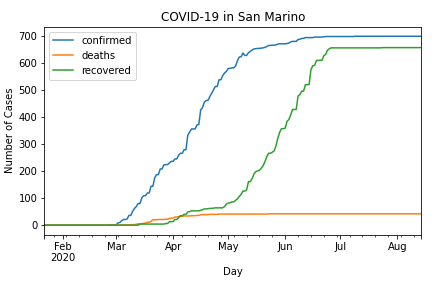 COVID-19 in San Marino
confirmed
deaths
recovered
Number of Cases
700
600
500
400
300
200
100
0
Feb
2020
Mar
Apr
May
Jun
Jul
Aug
Day